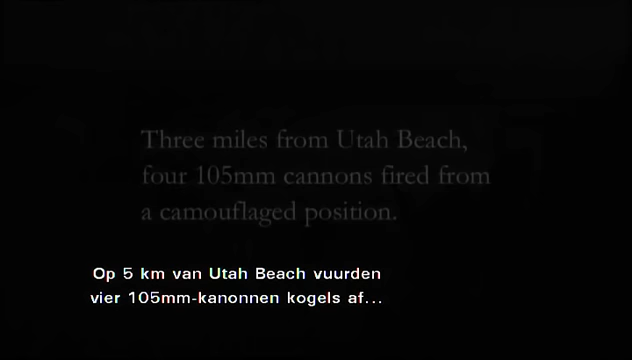 Three miles from Utah Beach,
four 105mm cannons fired from
a camouflaged position.
Op 5 km van Utah Beach vuurden
vier 105mm-kanonnen kogels af...